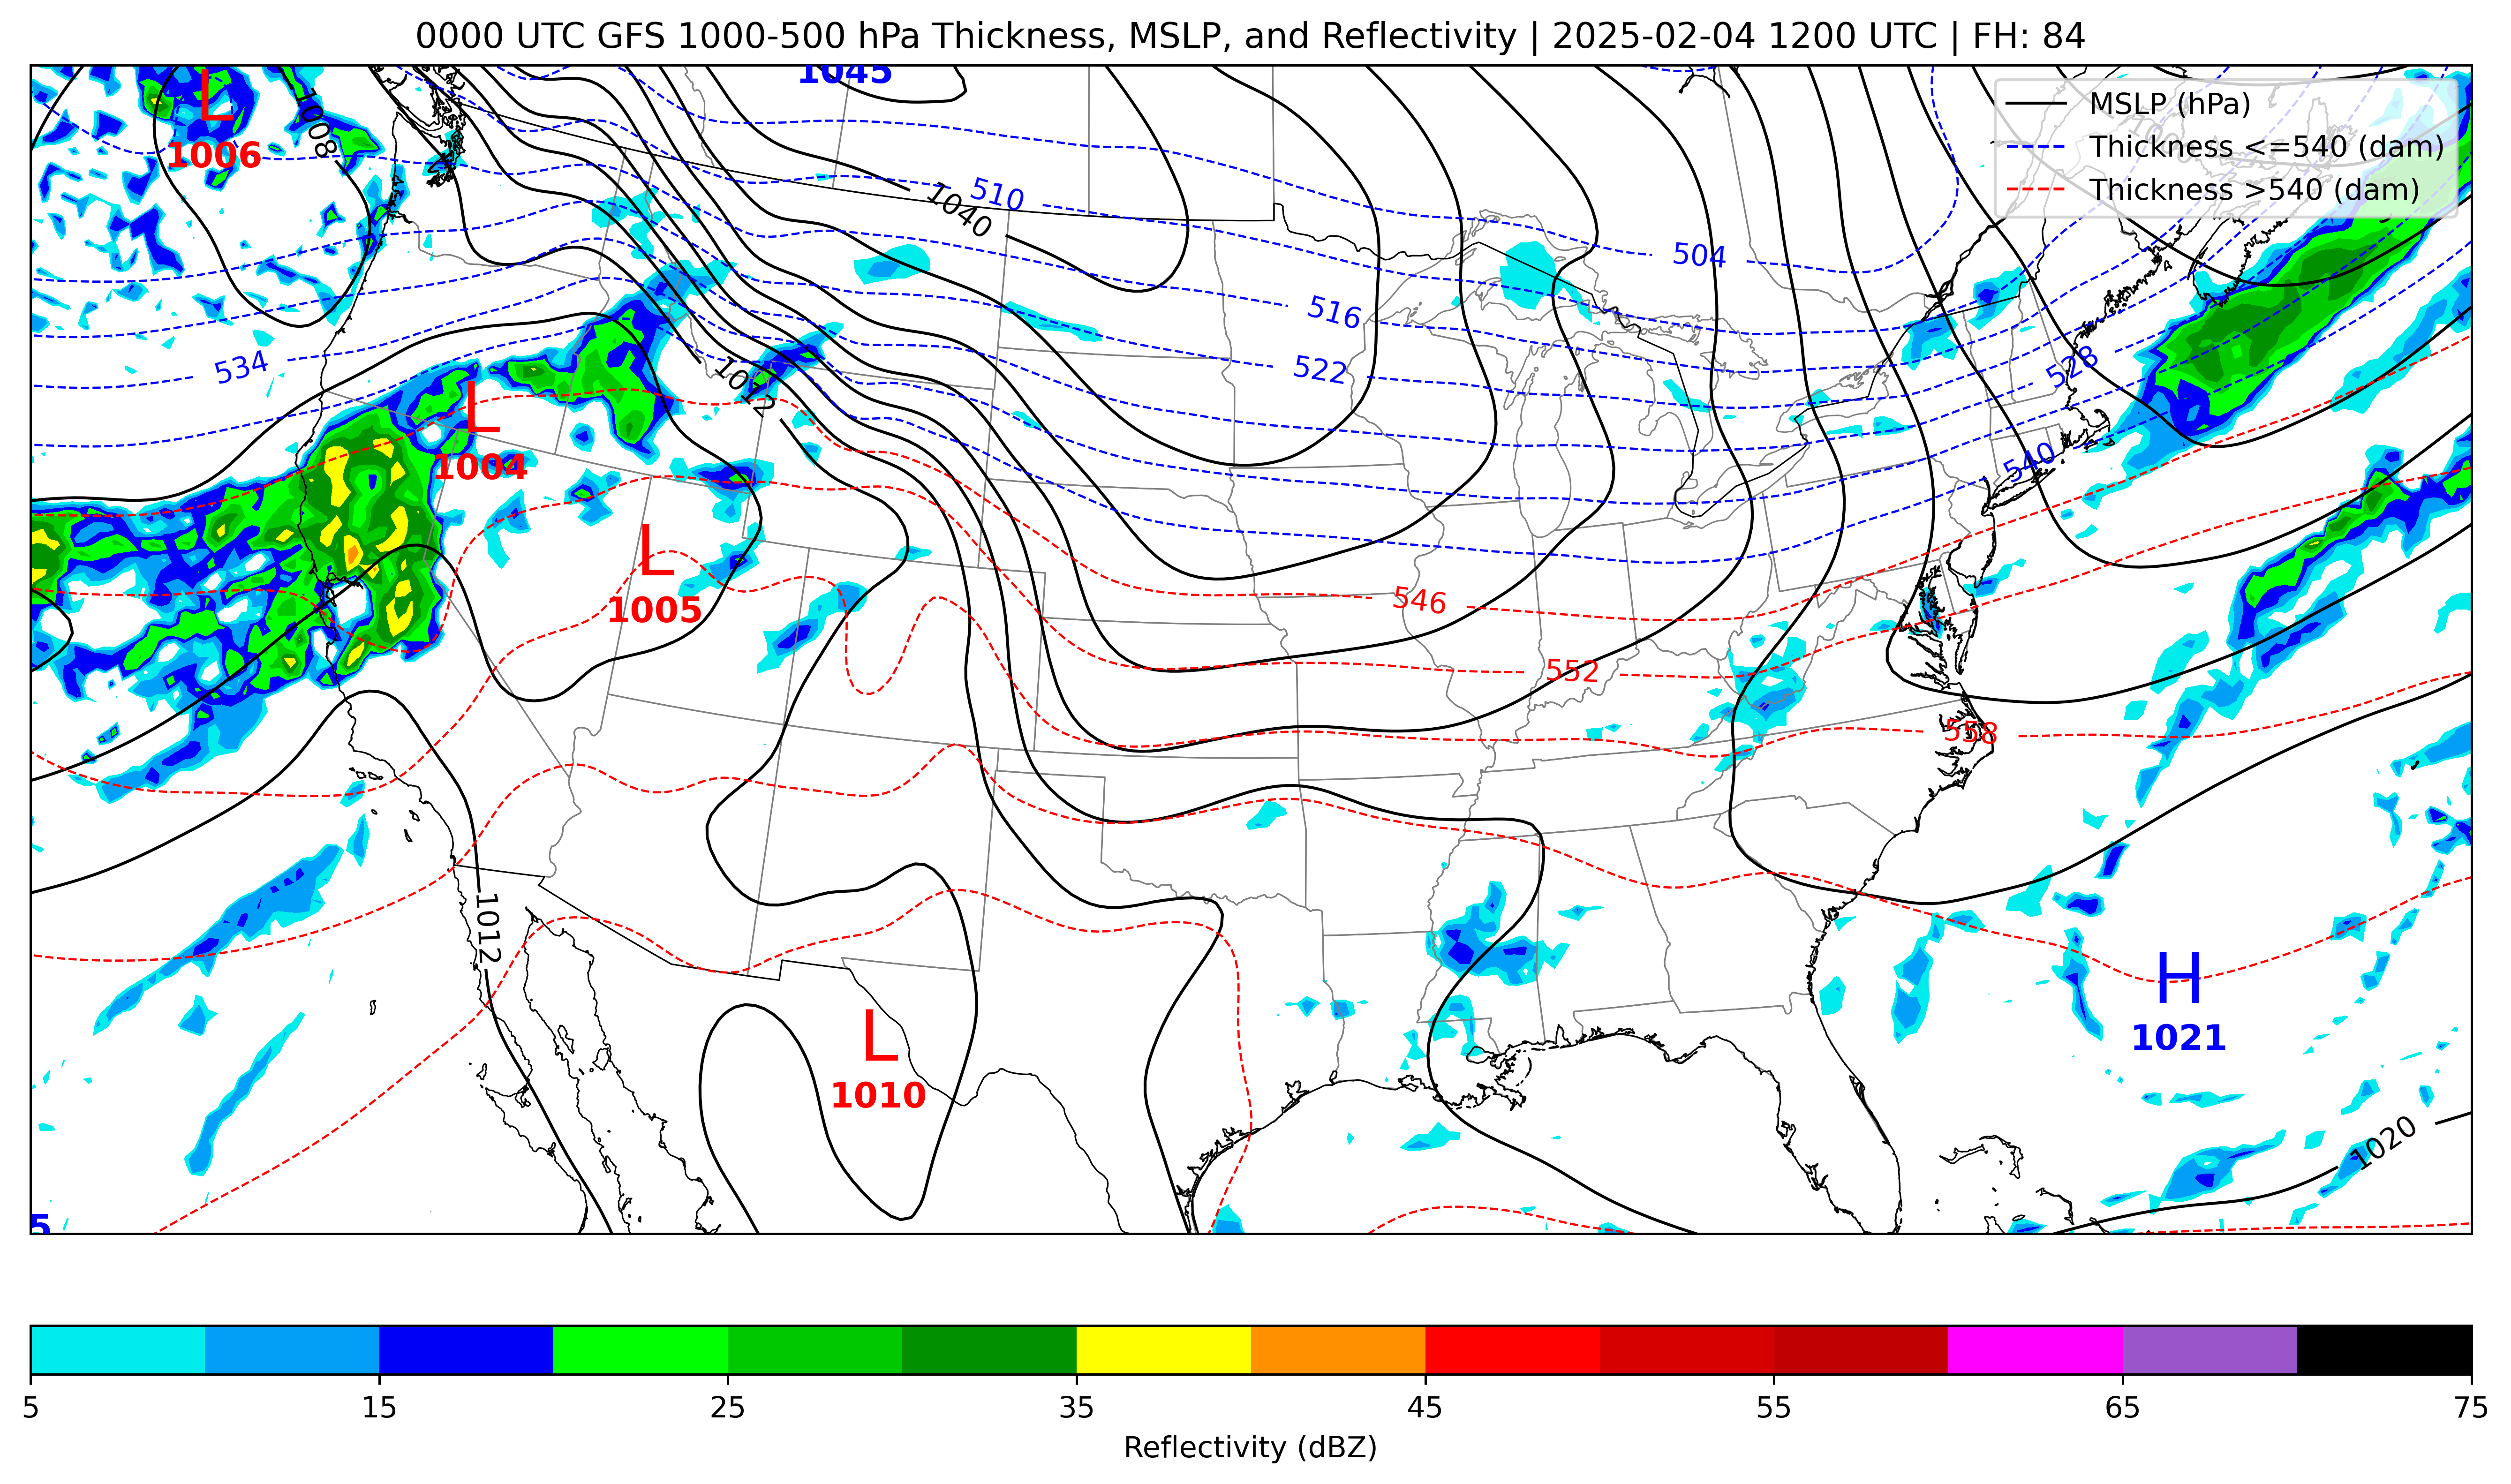 0000 UTC GFS 1000-500 hPa Thickness, MSLP, and Reflectivity | 2025-02-04 1200 UTC | FH: 84
1045
MSLP (hPa)
Thickness <=540 (dam)
Thickness >540 (dam)
L
1006
1008
510
1040
504
516
522
528
534
1012
L
1004
540
L
1005
546
552
558
1012
H
1021
L
1010
1020
5
5 15 25 35 45 55 65 75
Reflectivity (dBZ)